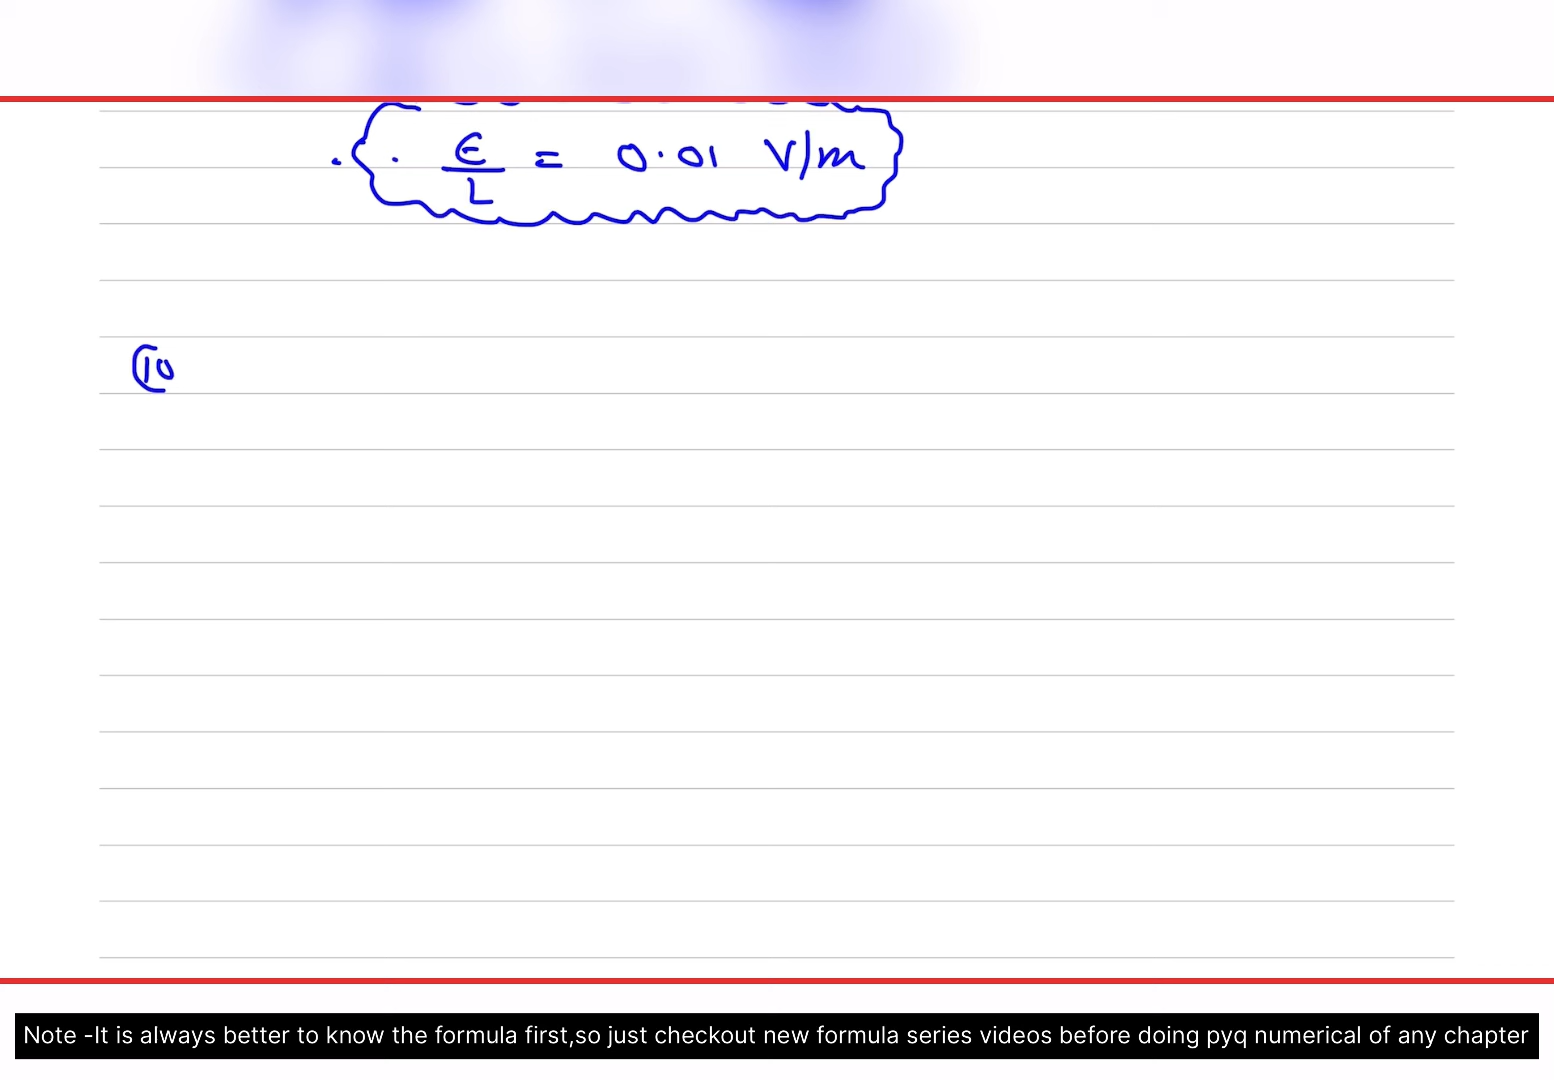 ∴ E/L = 0.01 V/m
(10
Note -It is always better to know the formula first,so just checkout new formula series videos before doing pyq numerical of any chapter